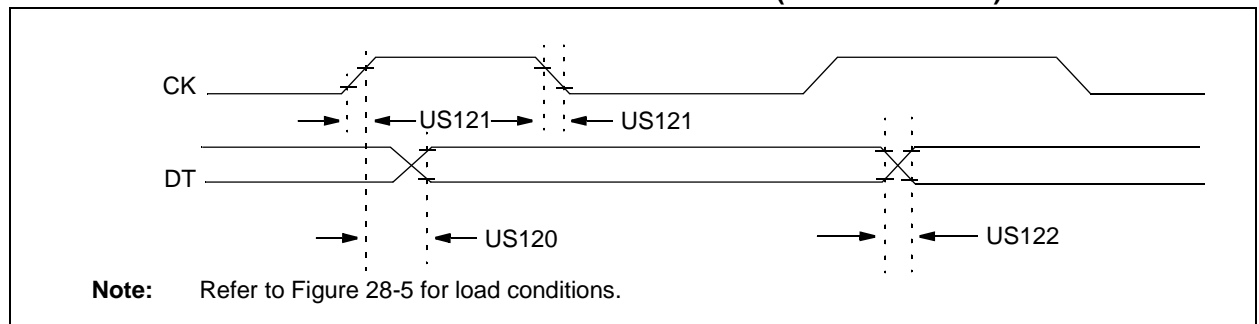 CK
US121 US121
DT
US120 US122
Note: Refer to Figure 28-5 for load conditions.